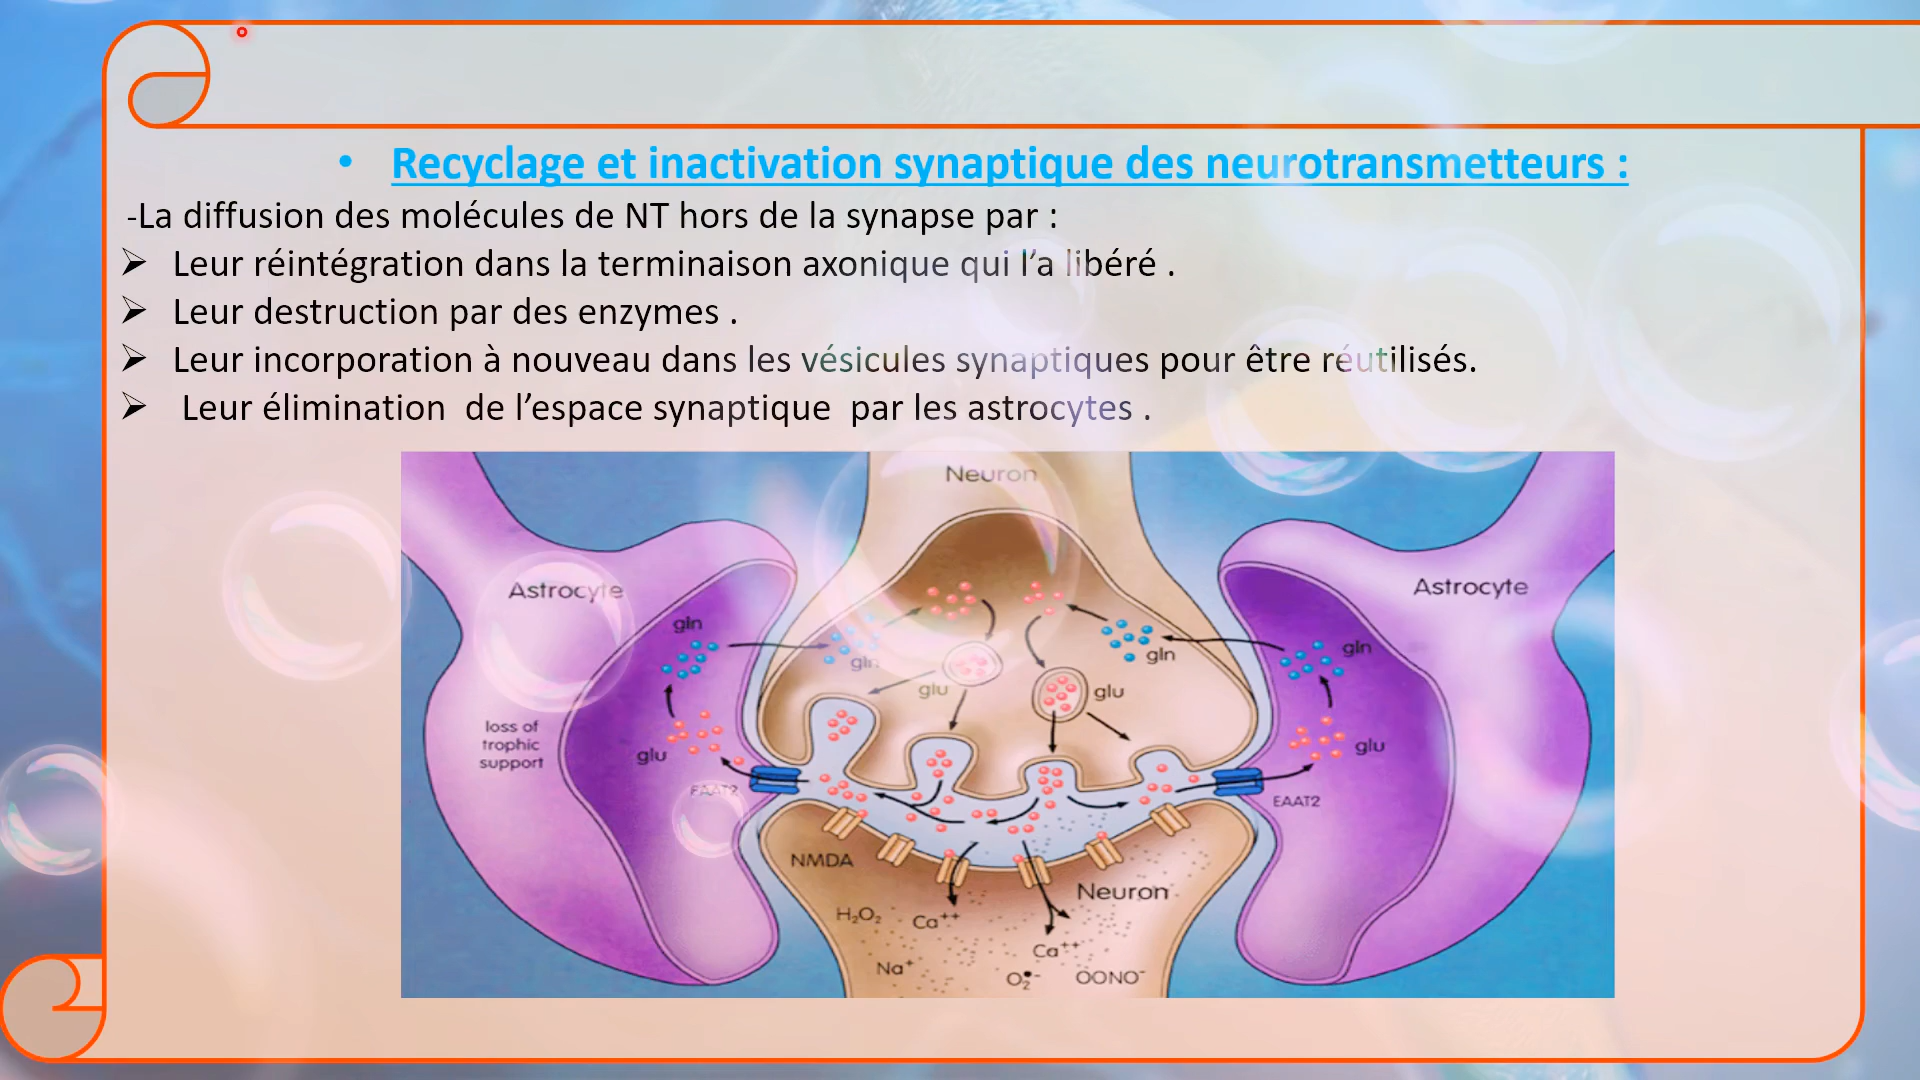 • Recyclage et inactivation synaptique des neurotransmetteurs :
-La diffusion des molécules de NT hors de la synapse par :
➢ Leur réintégration dans la terminaison axonique qui l’a libéré .
➢ Leur destruction par des enzymes .
➢ Leur incorporation à nouveau dans les vésicules synaptiques pour être réutilisés.
➢ Leur élimination de l’espace synaptique par les astrocytes .
Neuron
Astrocyte
Astrocyte
gln
gln
gln
gln
glu
glu
loss of
trophic
support
glu
glu
EAAT2
EAAT2
NMDA
Neuron
H₂O₂
Ca⁺⁺
Ca⁺⁺
Na⁺
O₂•⁻
OONO⁻